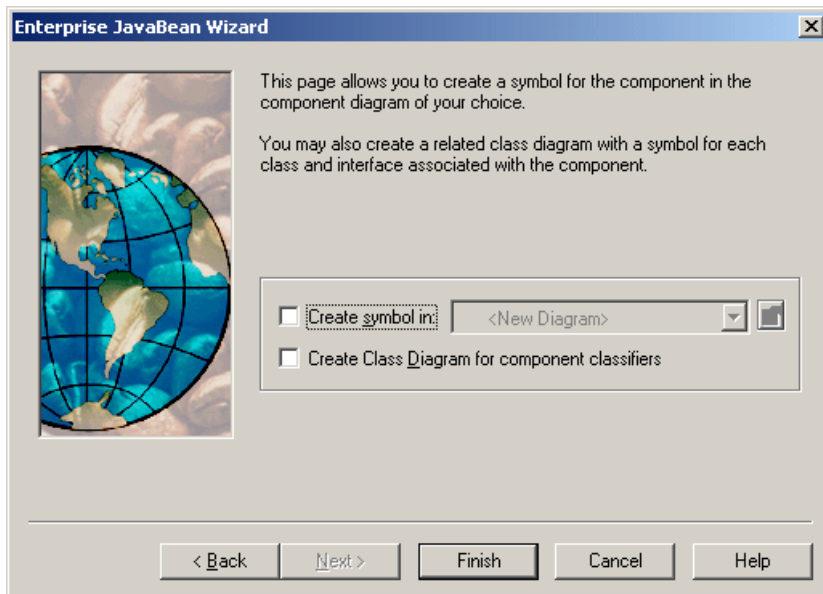 Enterprise JavaBean Wizard
This page allows you to create a symbol for the component in the
component diagram of your choice.
You may also create a related class diagram with a symbol for each
class and interface associated with the component.
Create symbol in: <New Diagram>
Create Class Diagram for component classifiers
< Back Next > Finish Cancel Help